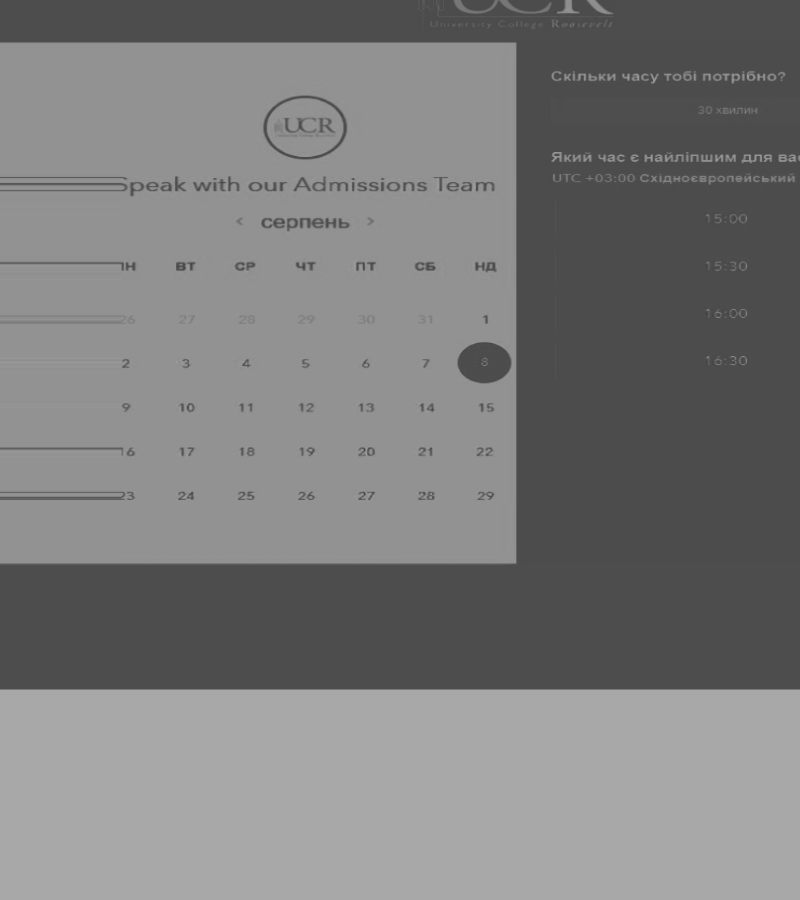 UCR
University College Roosevelt
UCR
Speak with our Admissions Team
< серпень >
ПН ВТ СР ЧТ ПТ СБ НД
26 27 28 29 30 31 1
2 3 4 5 6 7 8
9 10 11 12 13 14 15
16 17 18 19 20 21 22
23 24 25 26 27 28 29
Скільки часу тобі потрібно?
30 хвилин
Який час є найліпшим для
UTC +03:00 Східноєвропейський
15:00
15:30
16:00
16:30